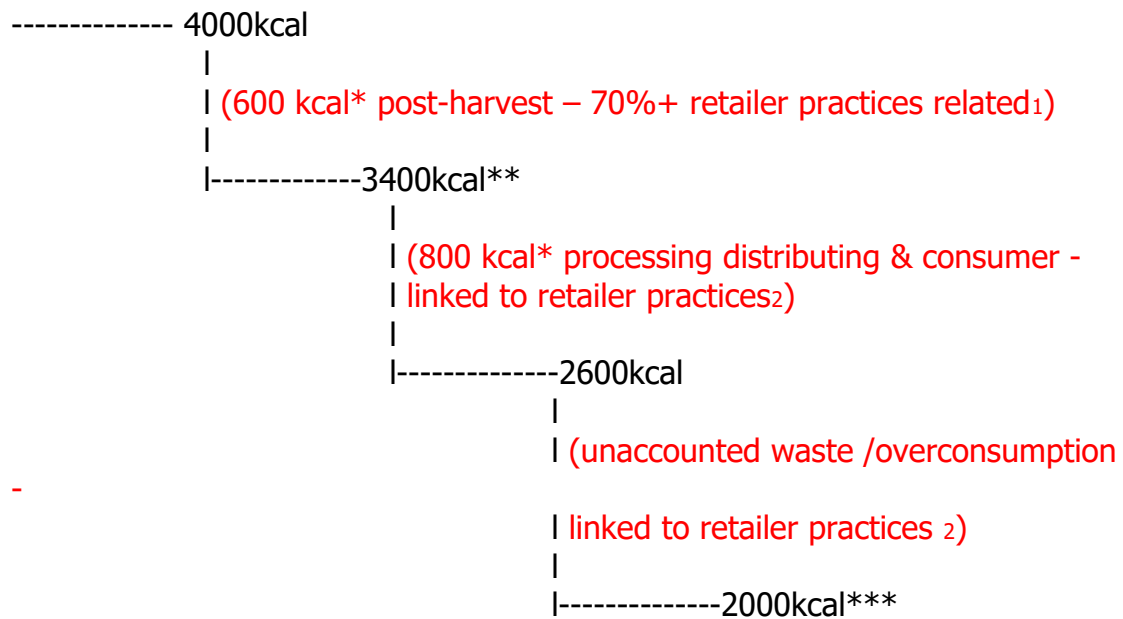 -------------- 4000kcal
l
l (600 kcal* post-harvest – 70%+ retailer practices related1)
l
l-------------3400kcal**
l
l (800 kcal* processing distributing & consumer -
l linked to retailer practices2)
l
l--------------2600kcal
l
l (unaccounted waste /overconsumption
-
l linked to retailer practices 2)
l
l--------------2000kcal***